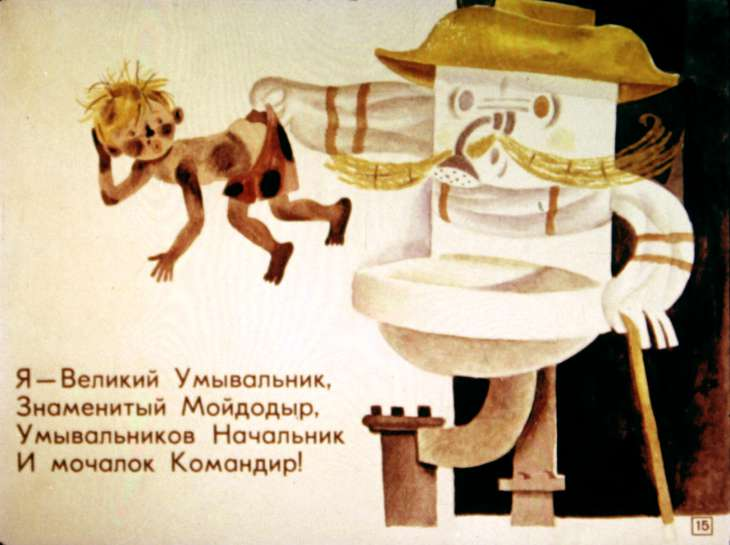 Я — Великий Умывальник,
Знаменитый Мойдодыр,
Умывальников Начальник
И мочалок Командир!
15